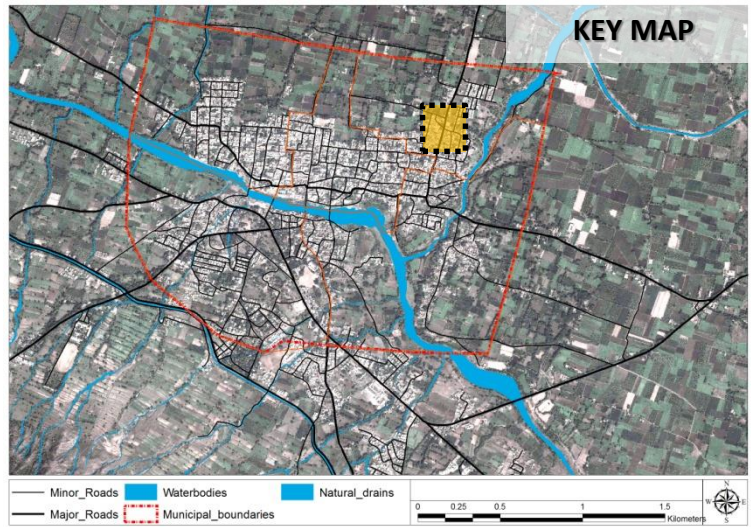 KEY MAP
Minor_Roads Waterbodies Natural_drains
Major_Roads Municipal_boundaries
0 0.25 0.5 1 1.5
Kilometers
N
W E
S